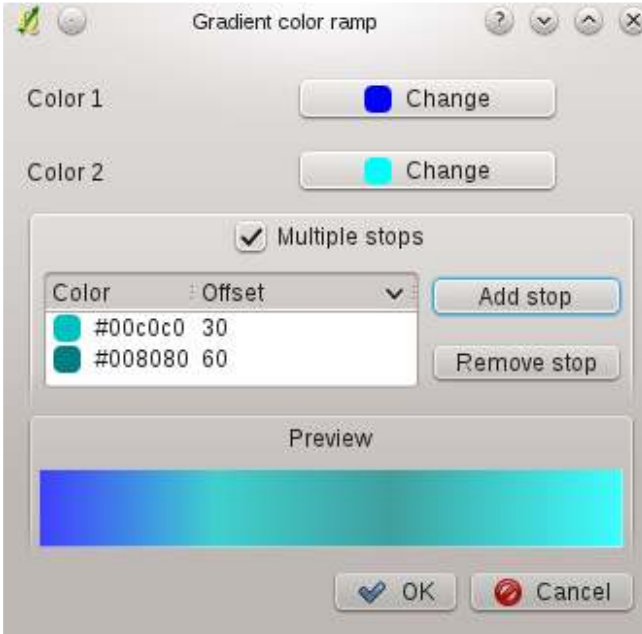 Gradient color ramp
Color 1 Change
Color 2 Change
Multiple stops
Color Offset
Add stop
#00c0c0 30
#008080 60
Remove stop
Preview
OK Cancel